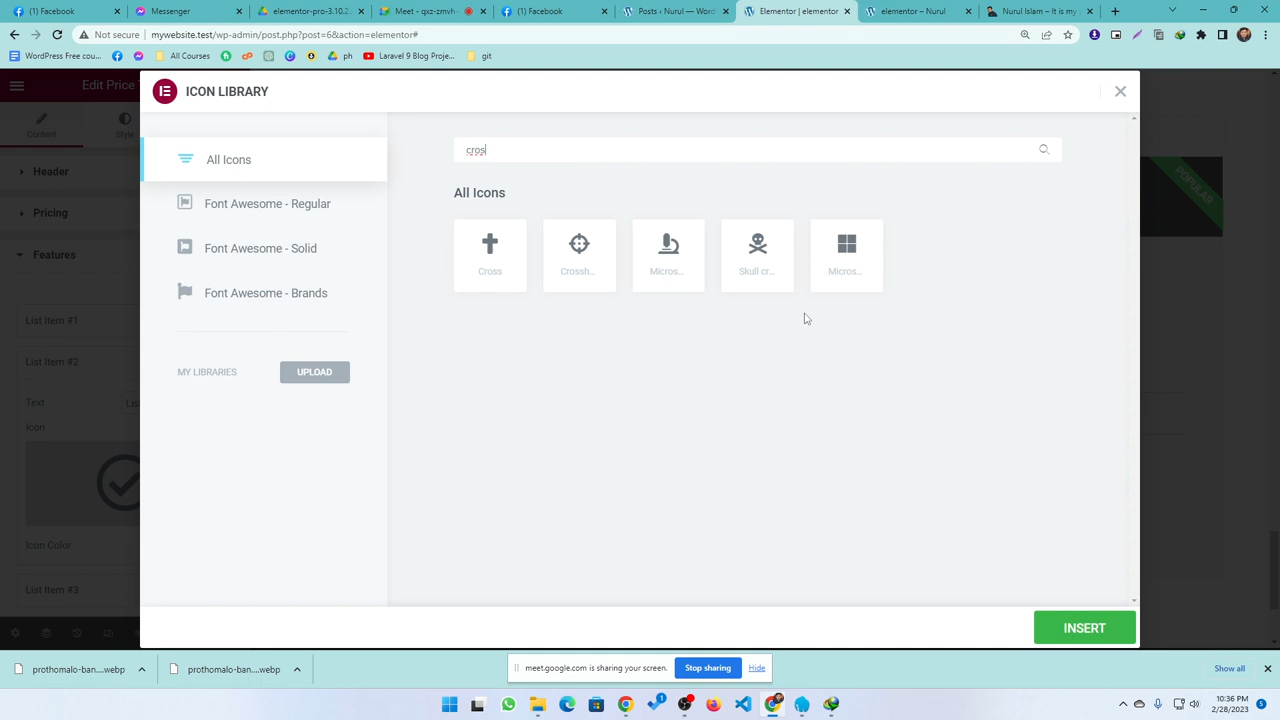 (1) Facebook
Messenger
elementor-pro-3.10.2
Meet - qxz-zmvd
(1) Facebook
Posts ‹ Nurul — Word
Elementor | elementor
elementor – Nurul
Nurul Islam – It is my
Not secure | mywebsite.test/wp-admin/post.php?post=6&action=elementor#
WordPress Free cou...
All Courses
ph
Laravel 9 Blog Proje...
git
Edit Price
ICON LIBRARY
Content
Style
All Icons
cros
Header
Font Awesome - Regular
All Icons
POPULAR
Pricing
Features
Font Awesome - Solid
Cross
Crossh...
Micros...
Skull cr...
Micros...
Font Awesome - Brands
List Item #1
List Item #2
MY LIBRARIES
UPLOAD
Text
Lis
Icon
Icon Color
List Item #3
INSERT
prothomalo-ban....webp
prothomalo-ban....webp
meet.google.com is sharing your screen.
Stop sharing
Hide
Show all
10:36 PM
2/28/2023